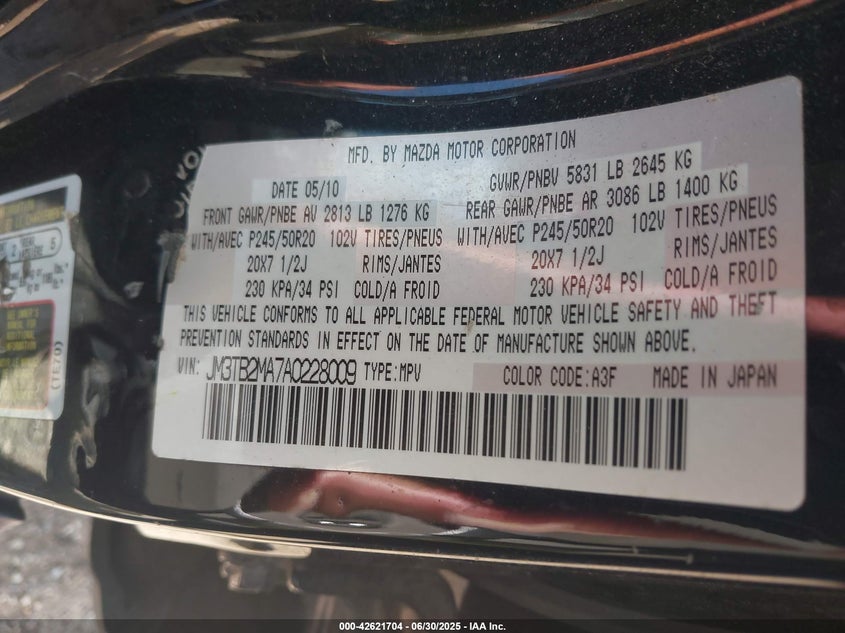 MFD. BY MAZDA MOTOR CORPORATION
DATE 05/10 GVWR/PNBV 5831 LB 2645 KG
FRONT GAWR/PNBE AV 2813 LB 1276 KG REAR GAWR/PNBE AR 3086 LB 1400 KG
WITH/AVEC P245/50R20 102V TIRES/PNEUS WITH/AVEC P245/50R20 102V TIRES/PNEUS
20X7 1/2J RIMS/JANTES 20X7 1/2J RIMS/JANTES
230 KPA/34 PSI COLD/A FROID 230 KPA/34 PSI COLD/A FROID
THIS VEHICLE CONFORMS TO ALL APPLICABLE FEDERAL MOTOR VEHICLE SAFETY AND THEFT
PREVENTION STANDARDS IN EFFECT ON THE DATE OF MANUFACTURE SHOWN ABOVE.
VIN: JM3TB2MA7A0228009 TYPE:MPV COLOR CODE:A3F MADE IN JAPAN
(TE70)
000-42621704 - 06/30/2025 - IAA Inc.